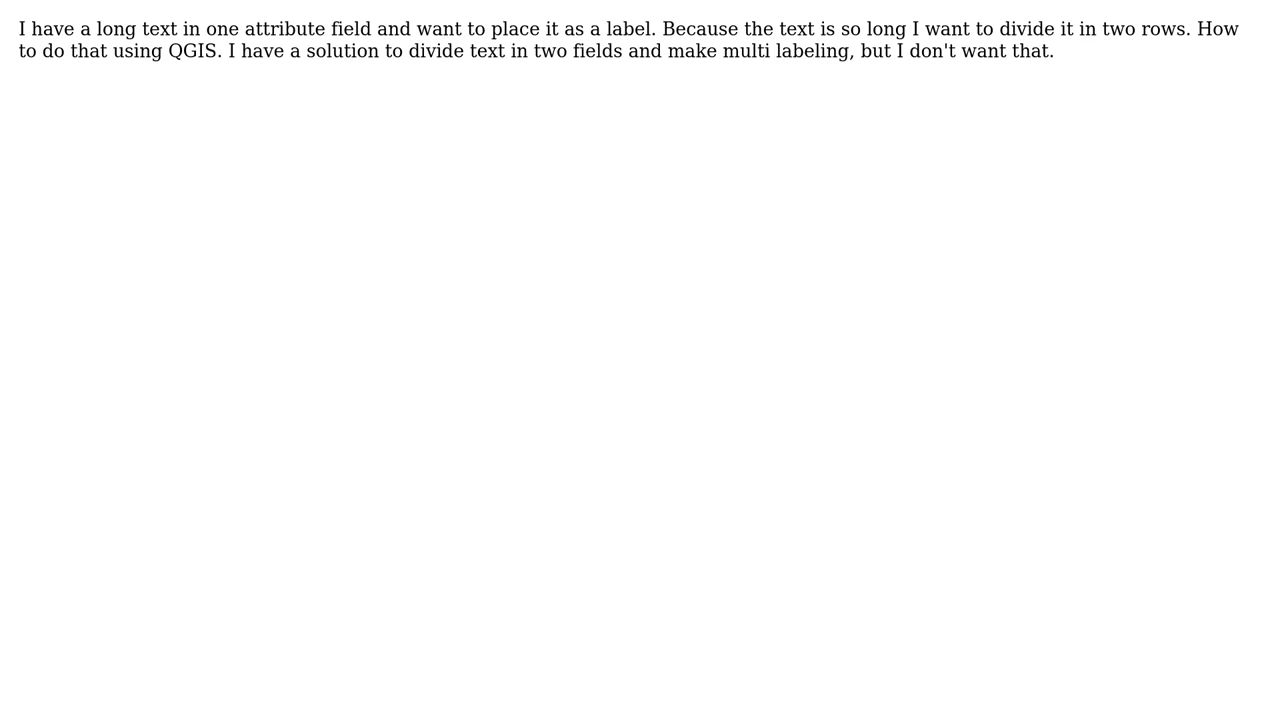 I have a long text in one attribute field and want to place it as a label. Because the text is so long I want to divide it in two rows. How
to do that using QGIS. I have a solution to divide text in two fields and make multi labeling, but I don't want that.